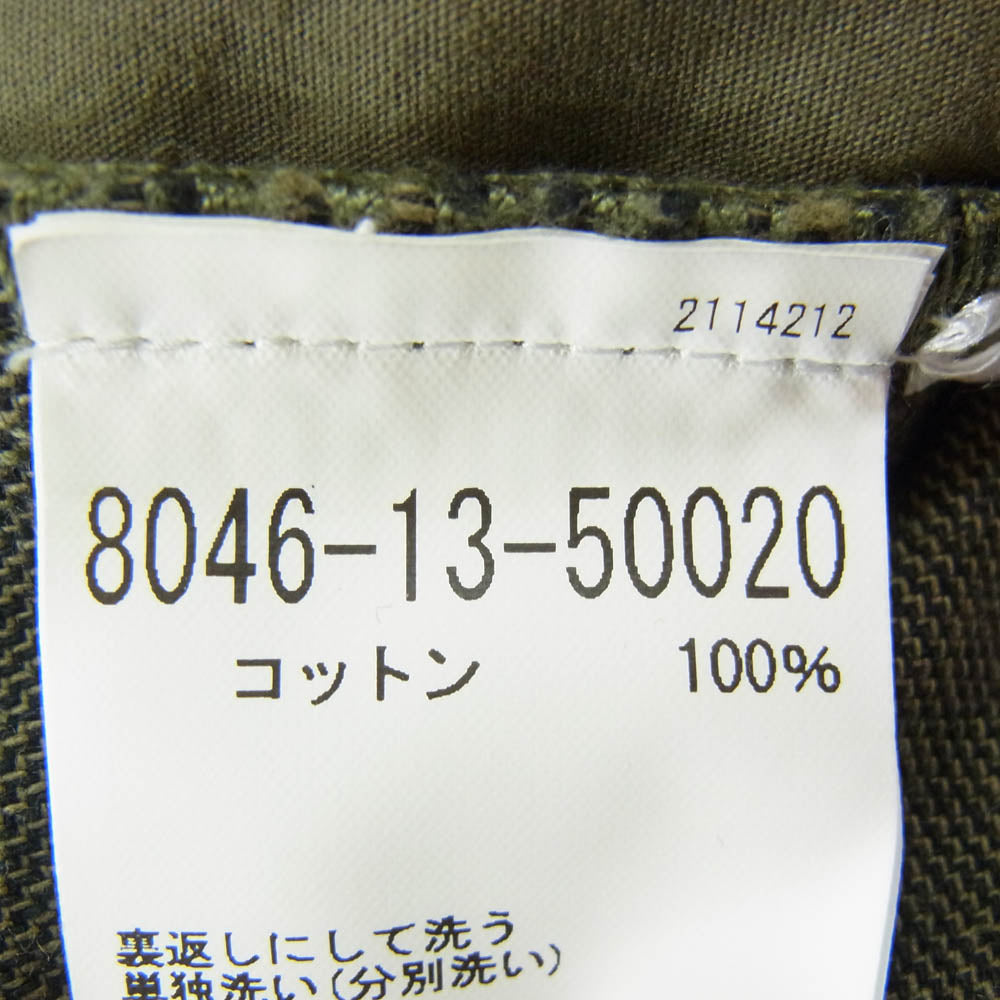 2114212
8046-13-50020
コットン 100%
裏返しにして洗う
単独洗い(分別洗い)